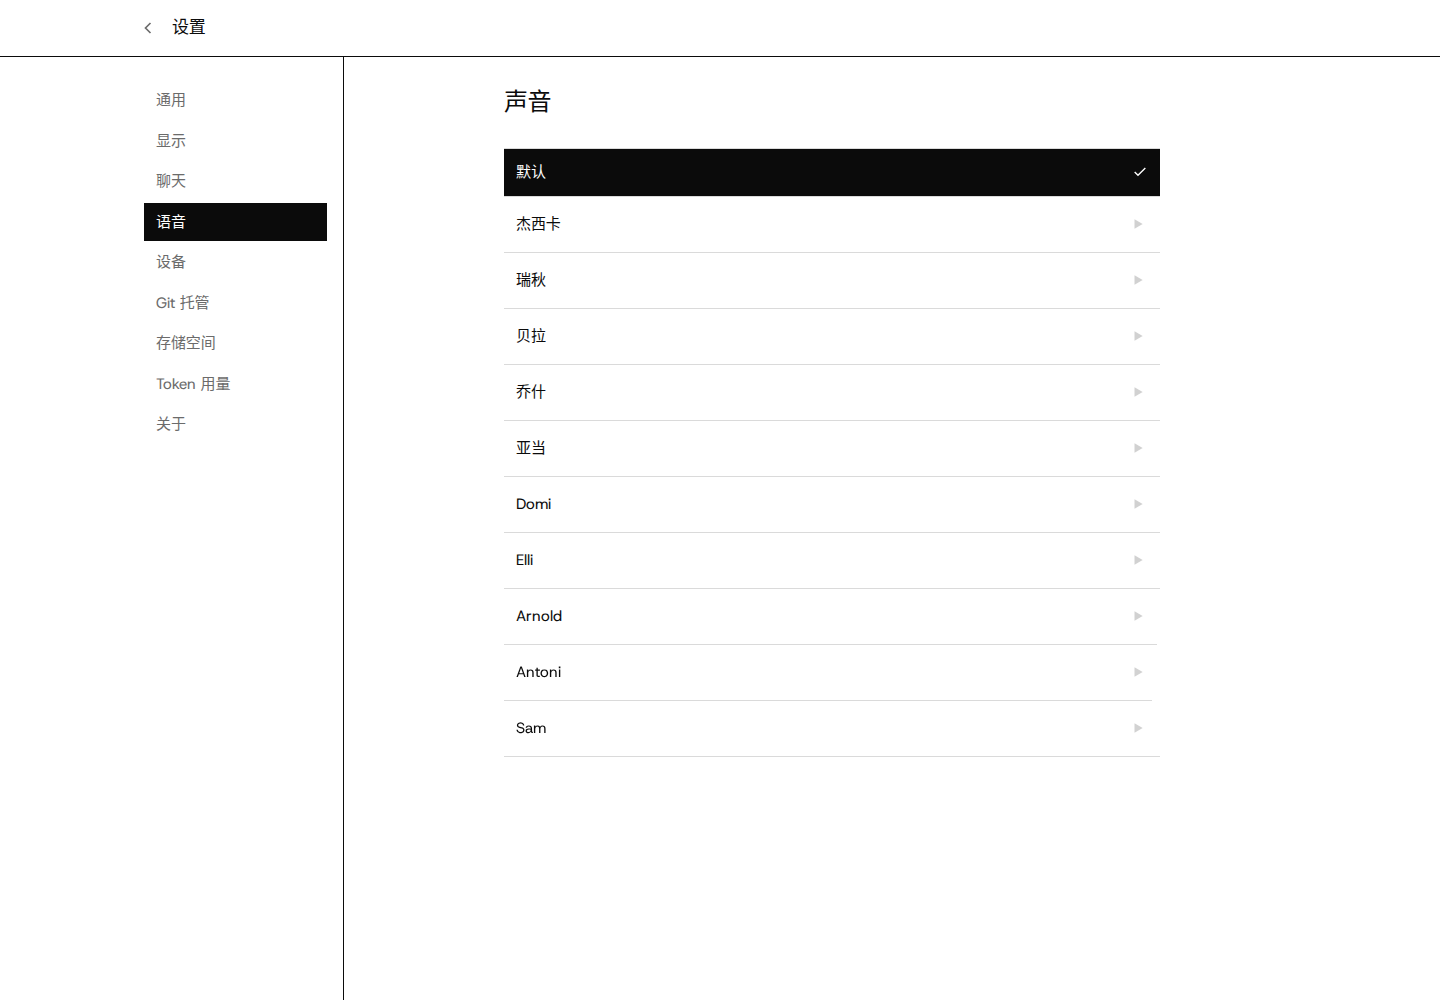 设置
通用
显示
聊天
语音
设备
Git 托管
存储空间
Token 用量
关于
声音
默认
杰西卡
瑞秋
贝拉
乔什
亚当
Domi
Elli
Arnold
Antoni
Sam